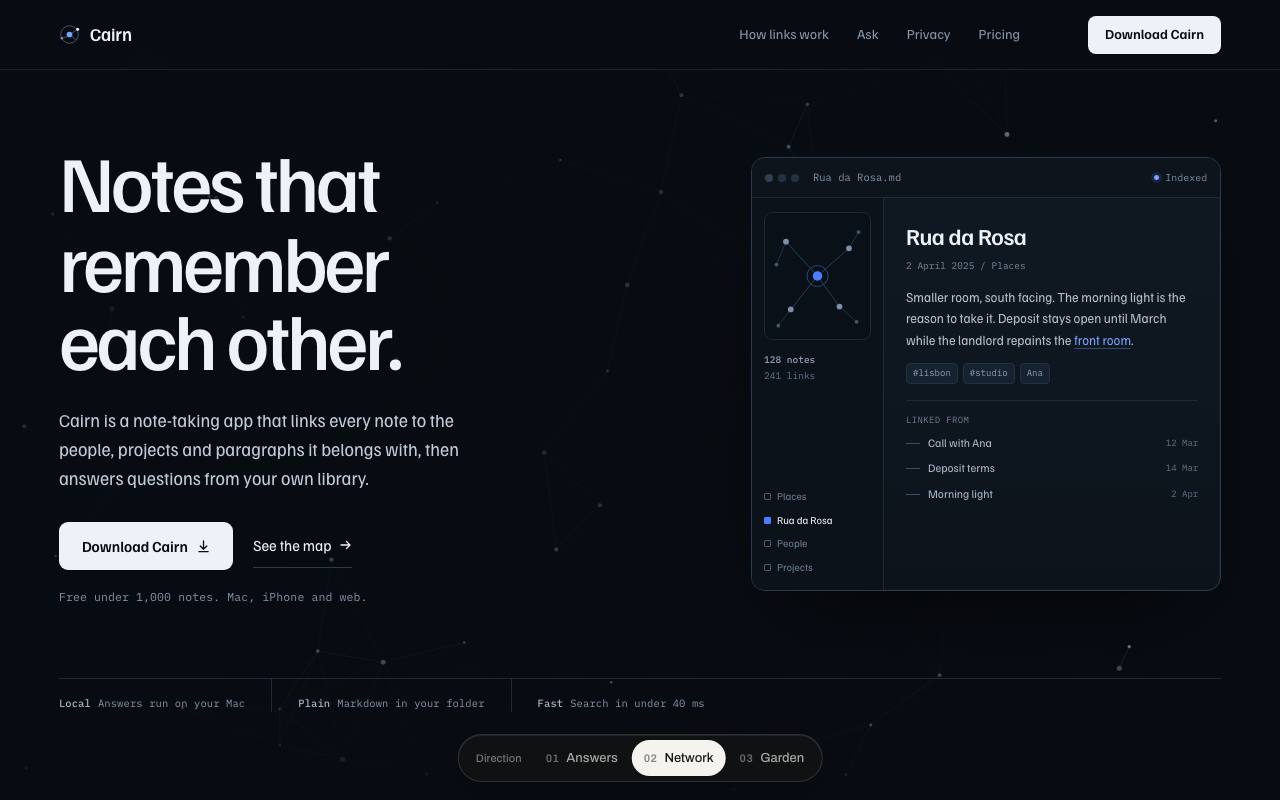 Cairn
How links work
Ask
Privacy
Pricing
Download Cairn
Notes that
remember
each other.
Cairn is a note-taking app that links every note to the
people, projects and paragraphs it belongs with, then
answers questions from your own library.
Download Cairn
See the map
Free under 1,000 notes. Mac, iPhone and web.
Rua da Rosa.md
Indexed
128 notes
241 links
Places
Rua da Rosa
People
Projects
Rua da Rosa
2 April 2025 / Places
Smaller room, south facing. The morning light is the
reason to take it. Deposit stays open until March
while the landlord repaints the front room.
#lisbon
#studio
Ana
LINKED FROM
Call with Ana 12 Mar
Deposit terms 14 Mar
Morning light 2 Apr
Local Answers run on your Mac
Plain Markdown in your folder
Fast Search in under 40 ms
Direction
01 Answers
02 Network
03 Garden